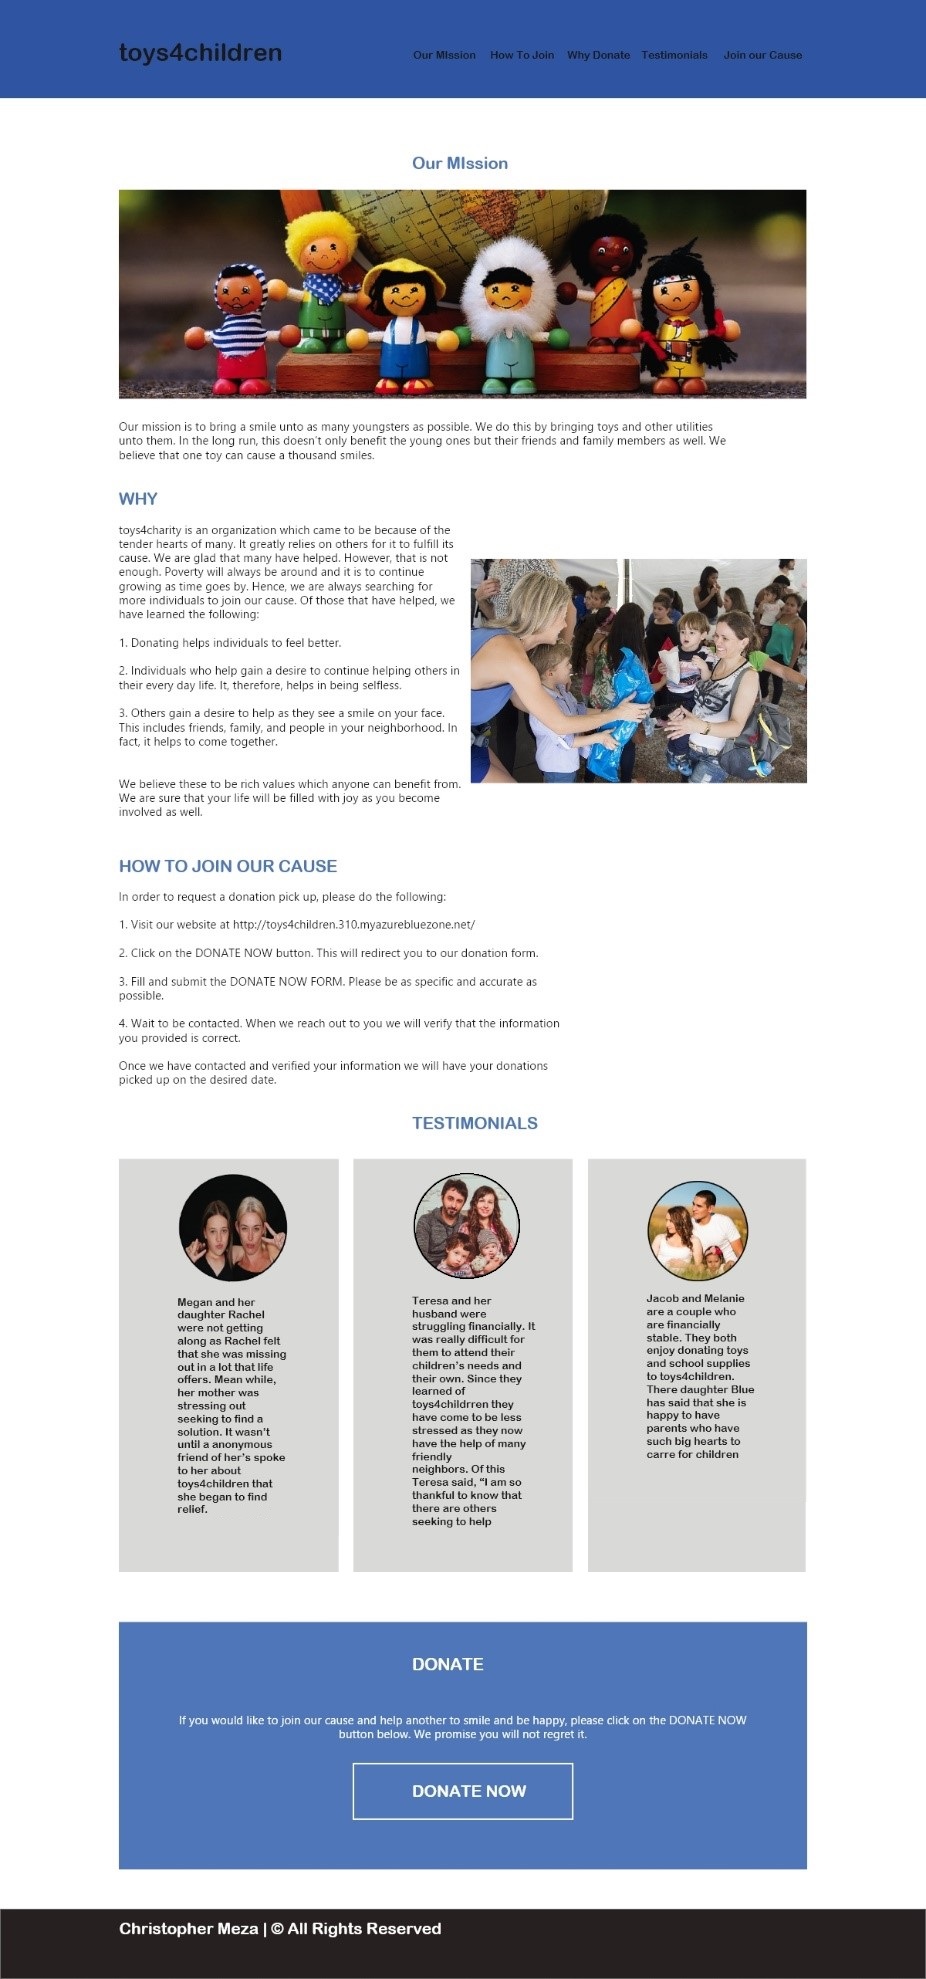 toys4children
Our MIssion How To Join Why Donate Testimonials Join our Cause
Our MIssion
Our mission is to bring a smile unto as many youngsters as possible. We do this by bringing toys and other utilities
unto them. In the long run, this doesn't only benefit the young ones but their friends and family members as well. We
believe that one toy can cause a thousand smiles.
WHY
toys4charity is an organization which came to be because of the
tender hearts of many. It greatly relies on others for it to fulfill its
cause. We are glad that many have helped. However, that is not
enough. Poverty will always be around and it is to continue
growing as time goes by. Hence, we are always searching for
more individuals to join our cause. Of those that have helped, we
have learned the following:
1. Donating helps individuals to feel better.
2. Individuals who help gain a desire to continue helping others in
their every day life. It, therefore, helps in being selfless.
3. Others gain a desire to help as they see a smile on your face.
This includes friends, family, and people in your neighborhood. In
fact, it helps to come together.
We believe these to be rich values which anyone can benefit from.
We are sure that your life will be filled with joy as you become
involved as well.
HOW TO JOIN OUR CAUSE
In order to request a donation pick up, please do the following:
1. Visit our website at http://toys4children.310.myazurebluezone.net/
2. Click on the DONATE NOW button. This will redirect you to our donation form.
3. Fill and submit the DONATE NOW FORM. Please be as specific and accurate as
possible.
4. Wait to be contacted. When we reach out to you we will verify that the information
you provided is correct.
Once we have contacted and verified your information we will have your donations
picked up on the desired date.
TESTIMONIALS
Megan and her
daughter Rachel
were not getting
along as Rachel felt
that she was missing
out in a lot that life
offers. Mean while,
her mother was
stressing out
seeking to find a
solution. It wasn't
until a anonymous
friend of her's spoke
to her about
toys4children that
she began to find
relief.
Teresa and her
husband were
struggling financially. It
was really difficult for
them to attend their
children's needs and
their own. Since they
learned of
toys4childrren they
have come to be less
stressed as they now
have the help of many
friendly
neighbors. Of this
Teresa said, “I am so
thankful to know that
there are others
seeking to help
Jacob and Melanie
are a couple who
are financially
stable. They both
enjoy donating toys
and school supplies
to toys4children.
There daughter Blue
has said that she is
happy to have
parents who have
such big hearts to
carre for children
DONATE
If you would like to join our cause and help another to smile and be happy, please click on the DONATE NOW
button below. We promise you will not regret it.
DONATE NOW
Christopher Meza | © All Rights Reserved